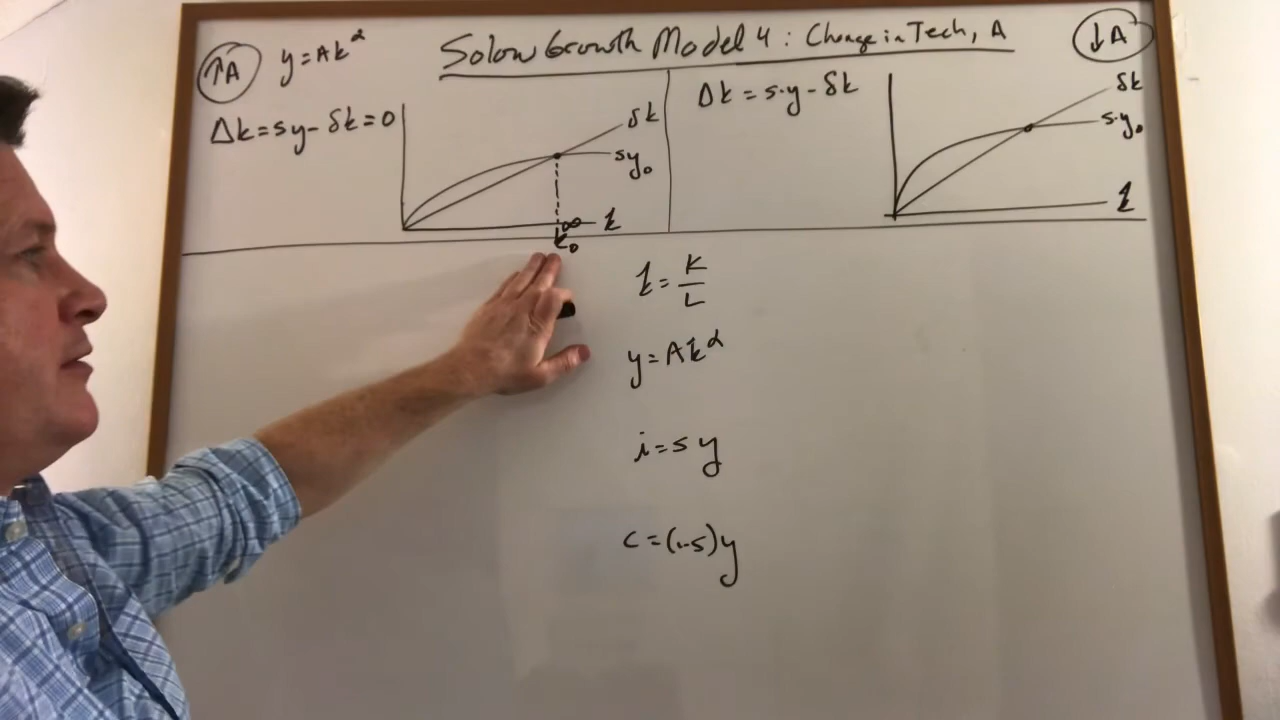 Solow Growth Model 4: Change in Tech, A
↑A
y = Ak^α
Δk = sy - δk = 0
δk
sy₀
k
k₀
↓A
Δk = s·y - δk
δk
s·y₀
k
k = K/L
y = Ak^α
i = sy
c = (1-s)y